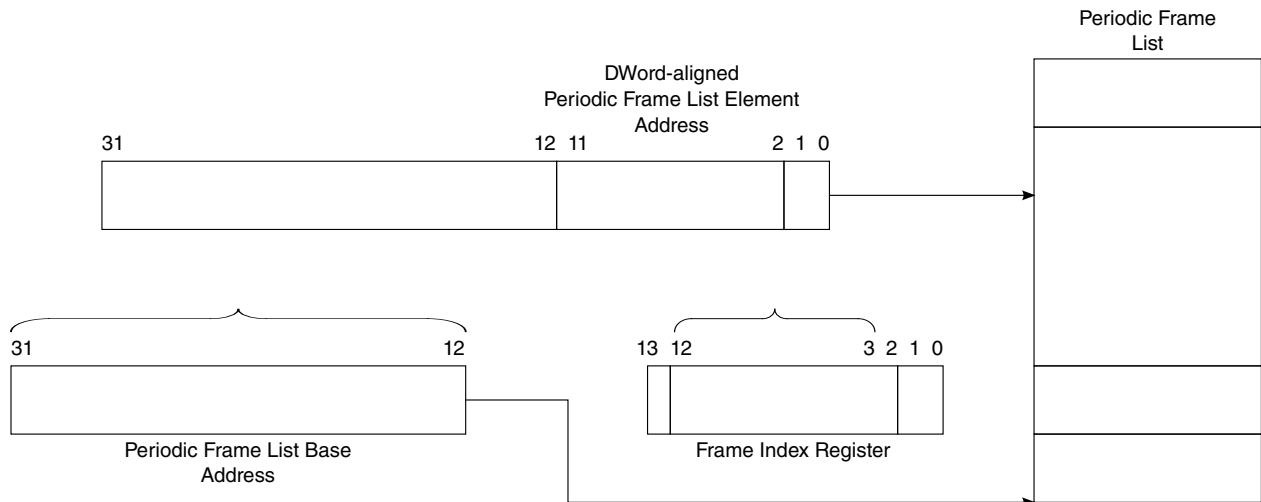 Periodic Frame
List
DWord-aligned
Periodic Frame List Element
Address
31 12 11 2 1 0
31 12
13 12 3 2 1 0
Periodic Frame List Base
Address
Frame Index Register